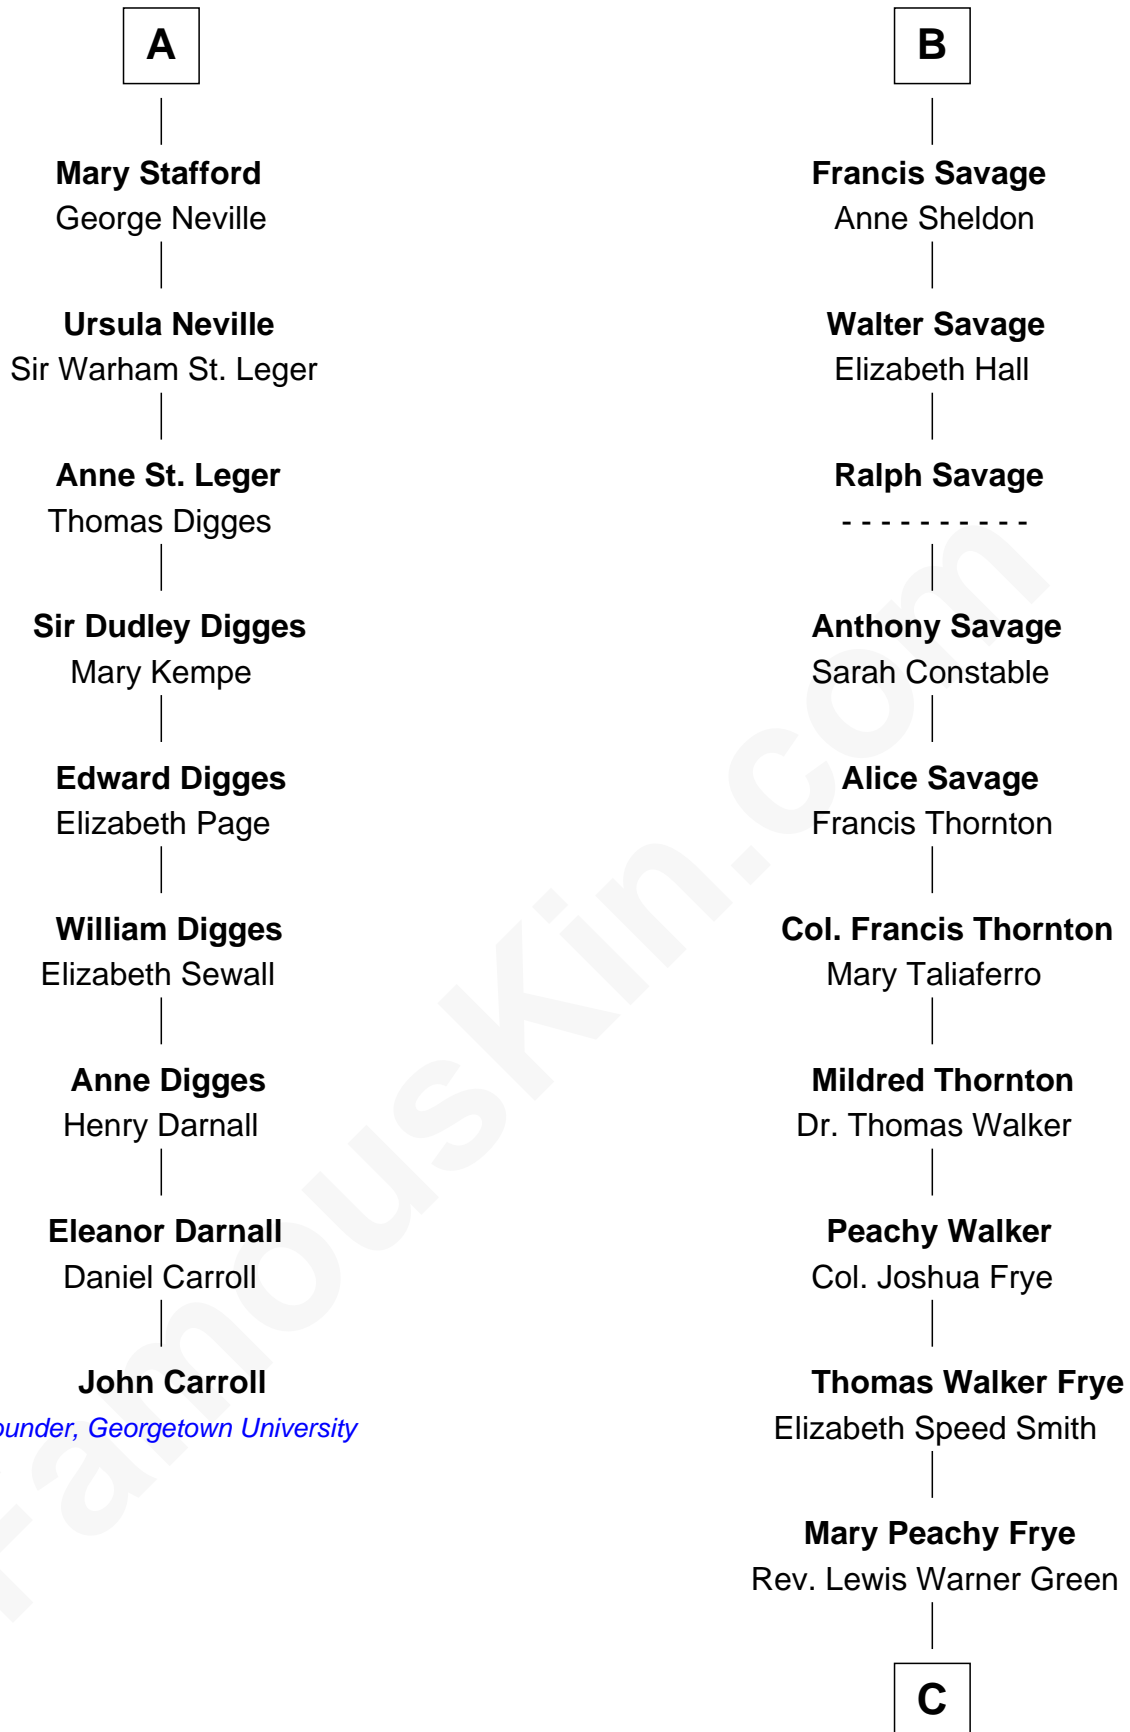 A
Mary Stafford
George Neville
Ursula Neville
Sir Warham St. Leger
Anne St. Leger
Thomas Digges
Sir Dudley Digges
Mary Kempe
Edward Digges
Elizabeth Page
William Digges
Elizabeth Sewall
Anne Digges
Henry Darnall
Eleanor Darnall
Daniel Carroll
John Carroll
ounder, Georgetown University
B
Francis Savage
Anne Sheldon
Walter Savage
Elizabeth Hall
Ralph Savage
- - - - - - - - - -
Anthony Savage
Sarah Constable
Alice Savage
Francis Thornton
Col. Francis Thornton
Mary Taliaferro
Mildred Thornton
Dr. Thomas Walker
Peachy Walker
Col. Joshua Frye
Thomas Walker Frye
Elizabeth Speed Smith
Mary Peachy Frye
Rev. Lewis Warner Green
C
FamousKin.com